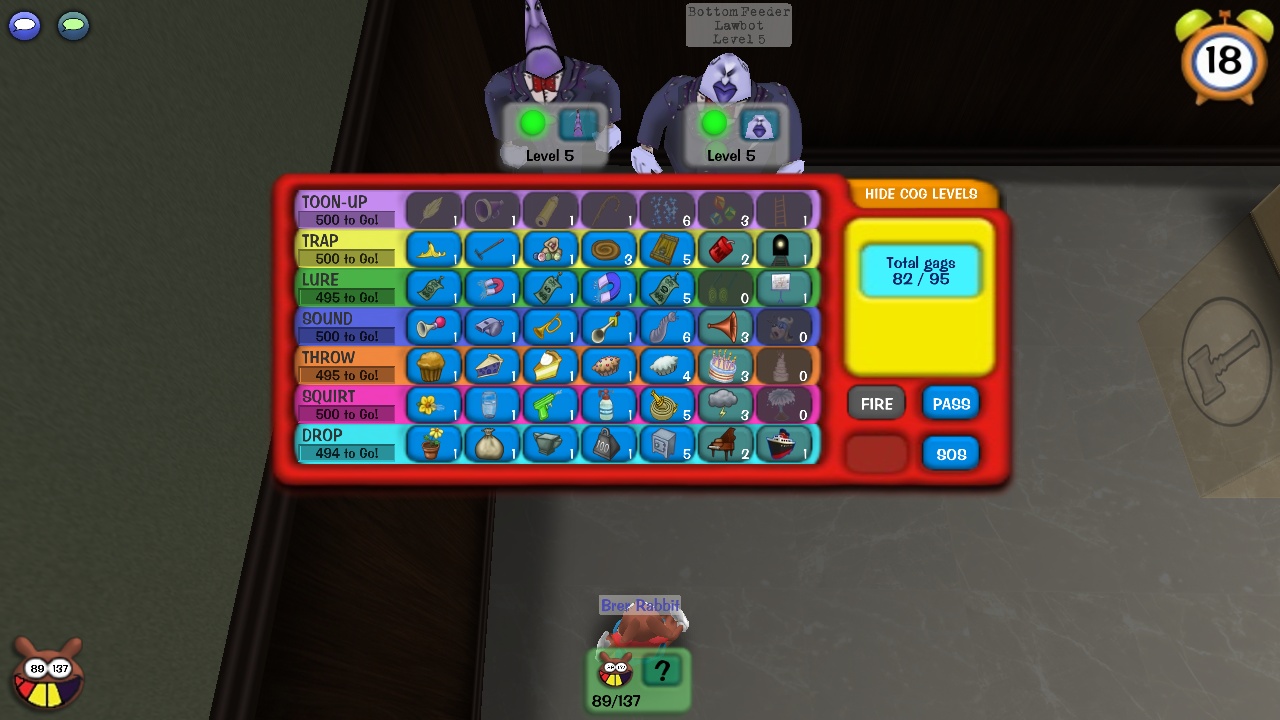 Bottom Feeder
Lawbot
Level 5
18
Level 5
Level 5
HIDE COG LEVELS
TOON-UP
500 to Go!
1 1 1 1 6 3 1
TRAP
500 to Go!
1 1 1 3 5 2 1
LURE
495 to Go!
1 1 1 1 5 0 1
SOUND
500 to Go!
1 1 1 1 6 3 0
THROW
495 to Go!
1 1 1 1 4 3 0
SQUIRT
500 to Go!
1 1 1 1 5 3 0
DROP
494 to Go!
1 1 1 1 5 2 1
Total gags
82 / 95
FIRE
PASS
SOS
Brer Rabbit
?
89/137
89 137